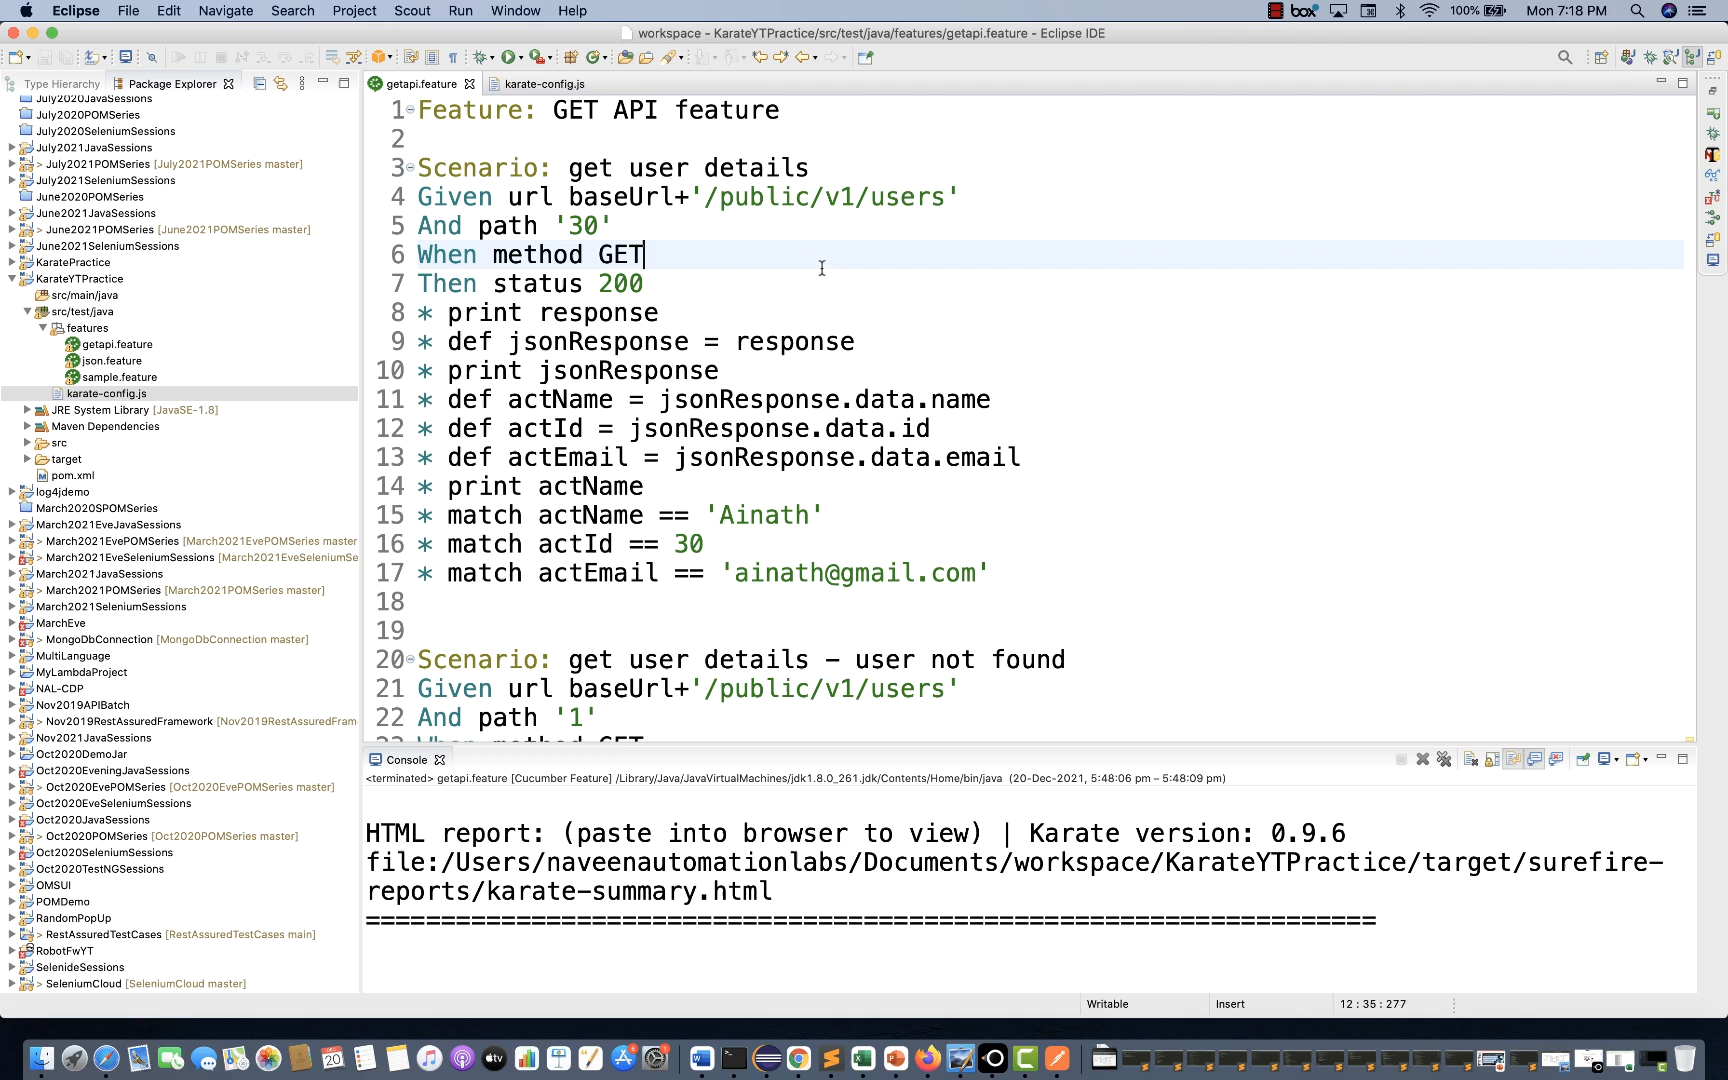 Eclipse File Edit Navigate Search Project Scout Run Window Help
box 100% Mon 7:18 PM
workspace - KarateYTPractice/src/test/java/features/getapi.feature - Eclipse IDE
Type Hierarchy Package Explorer
getapi.feature karate-config.js
July2020JavaSessions
July2020POMSeries
July2020SeleniumSessions
July2021JavaSessions
> July2021POMSeries [July2021POMSeries master]
July2021SeleniumSessions
June2020POMSeries
June2021JavaSessions
> June2021POMSeries [June2021POMSeries master]
June2021SeleniumSessions
KaratePractice
KarateYTPractice
src/main/java
src/test/java
features
getapi.feature
json.feature
sample.feature
karate-config.js
JRE System Library [JavaSE-1.8]
Maven Dependencies
src
target
pom.xml
log4jdemo
March2020SPOMSeries
March2021EveJavaSessions
> March2021EvePOMSeries [March2021EvePOMSeries master
> March2021EveSeleniumSessions [March2021EveSeleniumSe
March2021JavaSessions
> March2021POMSeries [March2021POMSeries master]
March2021SeleniumSessions
MarchEve
> MongoDbConnection [MongoDbConnection master]
MultiLanguage
MyLambdaProject
NAL-CDP
Nov2019APIBatch
> Nov2019RestAssuredFramework [Nov2019RestAssuredFram
Nov2021JavaSessions
Oct2020DemoJar
Oct2020EveningJavaSessions
> Oct2020EvePOMSeries [Oct2020EvePOMSeries master]
Oct2020EveSeleniumSessions
Oct2020JavaSessions
> Oct2020POMSeries [Oct2020POMSeries master]
Oct2020SeleniumSessions
Oct2020TestNGSessions
OMSUI
POMDemo
RandomPopUp
> RestAssuredTestCases [RestAssuredTestCases main]
RobotFwYT
SelenideSessions
> SeleniumCloud [SeleniumCloud master]
1 Feature: GET API feature
2
3 Scenario: get user details
4 Given url baseUrl+'/public/v1/users'
5 And path '30'
6 When method GET
7 Then status 200
8 * print response
9 * def jsonResponse = response
10 * print jsonResponse
11 * def actName = jsonResponse.data.name
12 * def actId = jsonResponse.data.id
13 * def actEmail = jsonResponse.data.email
14 * print actName
15 * match actName == 'Ainath'
16 * match actId == 30
17 * match actEmail == 'ainath@gmail.com'
18
19
20 Scenario: get user details - user not found
21 Given url baseUrl+'/public/v1/users'
22 And path '1'
23 When method GET
Console
<terminated> getapi.feature [Cucumber Feature] /Library/Java/JavaVirtualMachines/jdk1.8.0_261.jdk/Contents/Home/bin/java (20-Dec-2021, 5:48:06 pm – 5:48:09 pm)
HTML report: (paste into browser to view) | Karate version: 0.9.6
file:/Users/naveenautomationlabs/Documents/workspace/KarateYTPractice/target/surefire-
reports/karate-summary.html
===================================================================
Writable Insert 12 : 35 : 277